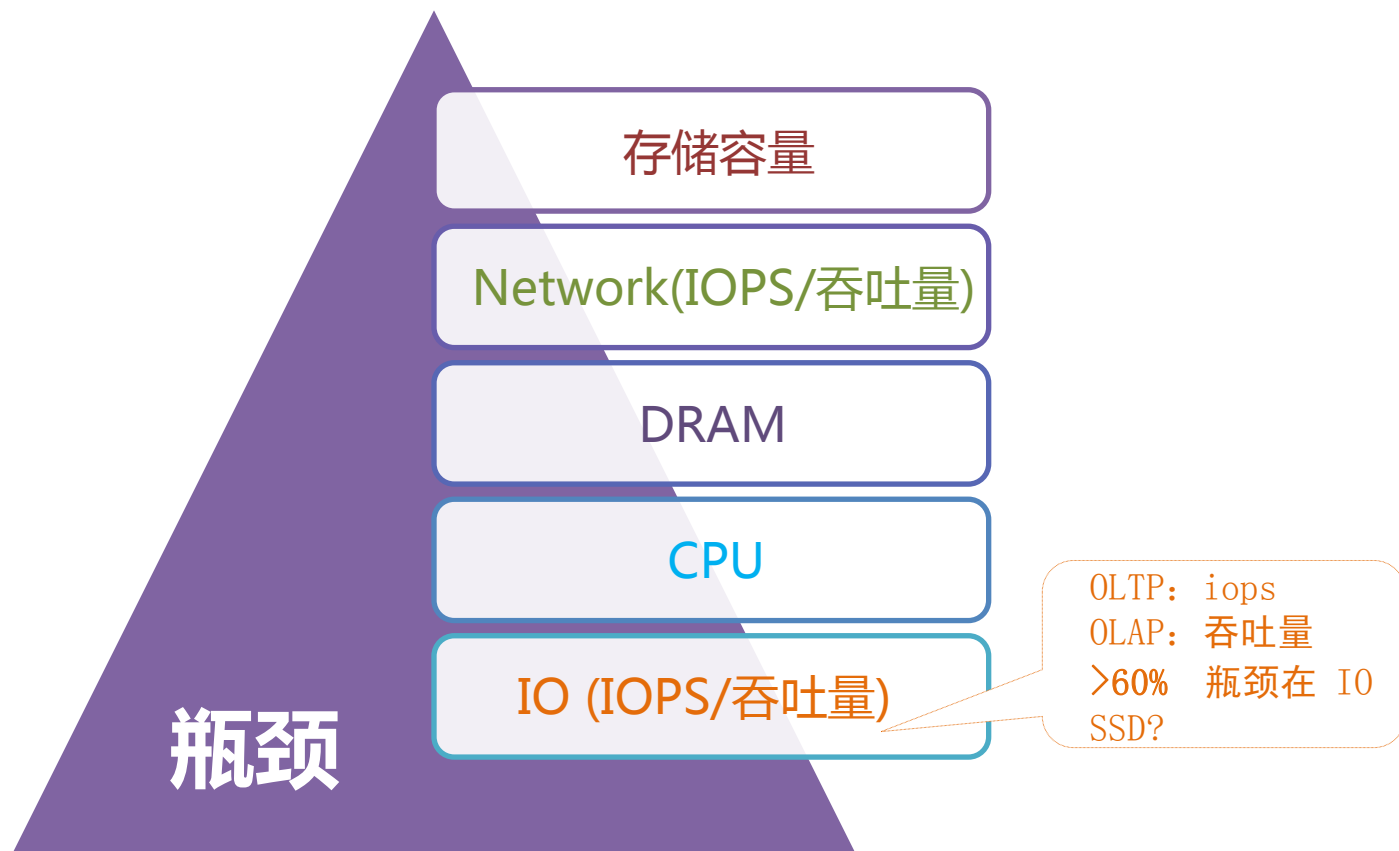 存储容量
Network(IOPS/吞吐量)
DRAM
CPU
IO (IOPS/吞吐量)
OLTP: iops
OLAP: 吞吐量
>60% 瓶颈在 IO
SSD?
瓶颈